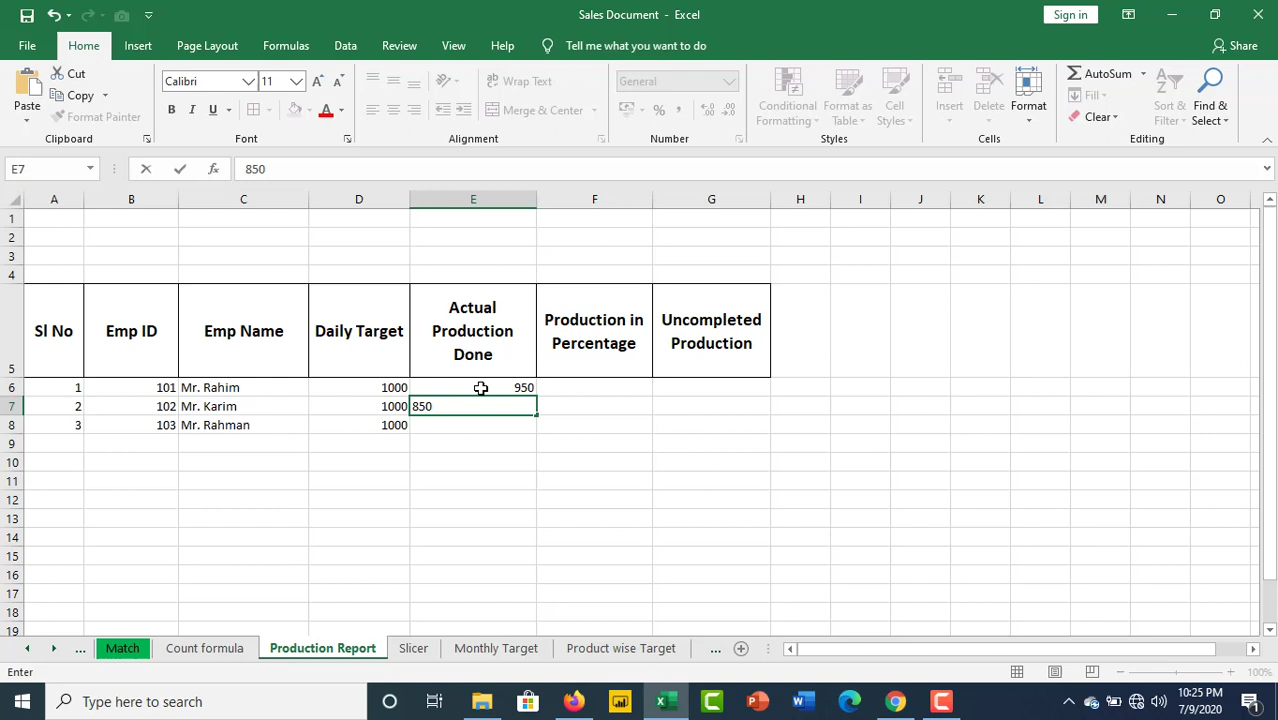 Sales Document - Excel
Sign in
File Home Insert Page Layout Formulas Data Review View Help Tell me what you want to do Share
Paste
Cut
Copy
Format Painter
Clipboard
Calibri 11
B I U
Font
Wrap Text
Merge & Center
Alignment
General
Number
Conditional Formatting
Format as Table
Cell Styles
Styles
Insert
Delete
Format
Cells
AutoSum
Fill
Clear
Sort & Filter
Find & Select
Editing
E7 fx 850
A B C D E F G H I J K L M N O
1
2
3
4
5 Sl No Emp ID Emp Name Daily Target Actual Production Done Production in Percentage Uncompleted Production
6 1 101 Mr. Rahim 1000 950
7 2 102 Mr. Karim 1000 850
8 3 103 Mr. Rahman 1000
9
10
11
12
13
14
15
16
17
18
19
... Match Count formula Production Report Slicer Monthly Target Product wise Target ...
Enter 100%
Type here to search
10:25 PM
7/9/2020
1